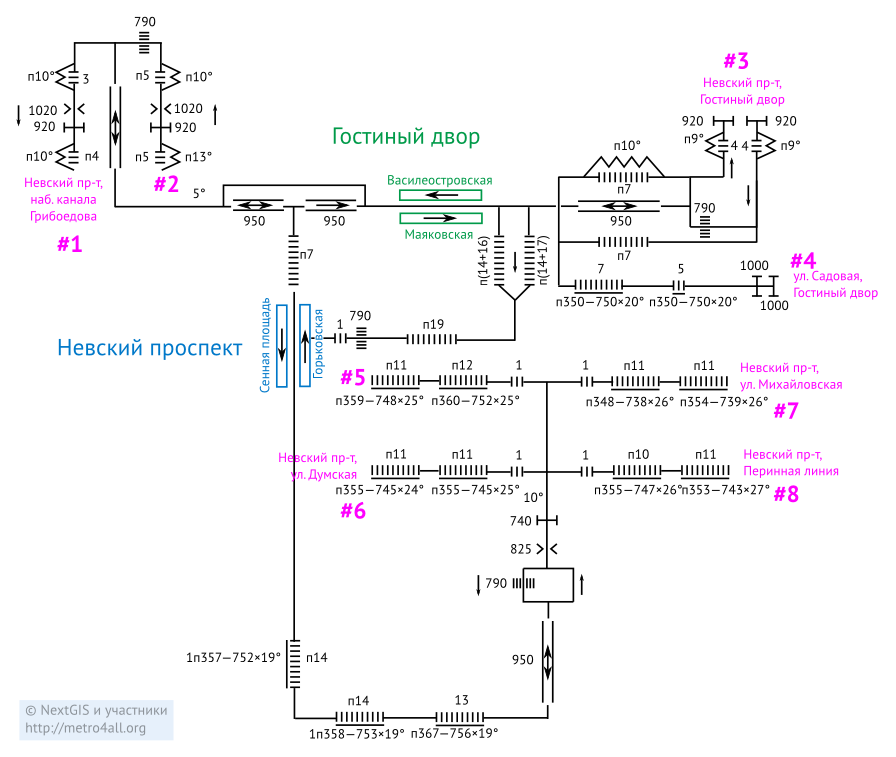 790
п10°
3
п5
п10°
1020
1020
920
920
п10°
п4
п5
п13°
Невский пр-т,
наб. канала
Грибоедова
#1
#2
5°
950
950
п7
Гостиный двор
Василеостровская
Маяковская
#3
Невский пр-т,
Гостиный двор
920
920
п9°
4
4
п9°
п10°
п7
950
790
п7
п(14+16)
п(14+17)
7
5
1000
п350—750×20°
п350—750×20°
1000
#4
ул. Садовая,
Гостиный двор
Невский проспект
Сенная площадь
Горьковская
1
790
п19
#5
п11
п12
1
1
п11
п11
п359—748×25°
п360—752×25°
п348—738×26°
п354—739×26°
Невский пр-т,
ул. Михайловская
#7
Невский пр-т,
ул. Думская
#6
п11
п11
1
1
п10
п11
п355—745×24°
п355—745×25°
п355—747×26°
п353—743×27°
Невский пр-т,
Перинная линия
#8
10°
740
825
790
950
1п357—752×19°
п14
п14
13
1п358—753×19°
п367—756×19°
© NextGIS и участники
http://metro4all.org